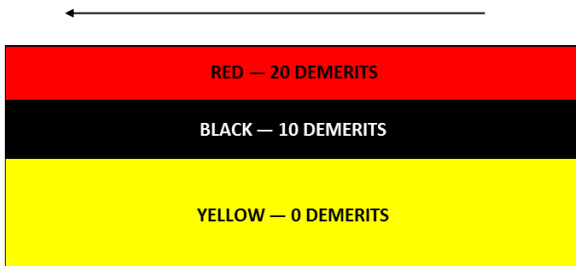 RED — 20 DEMERITS
BLACK — 10 DEMERITS
YELLOW — 0 DEMERITS